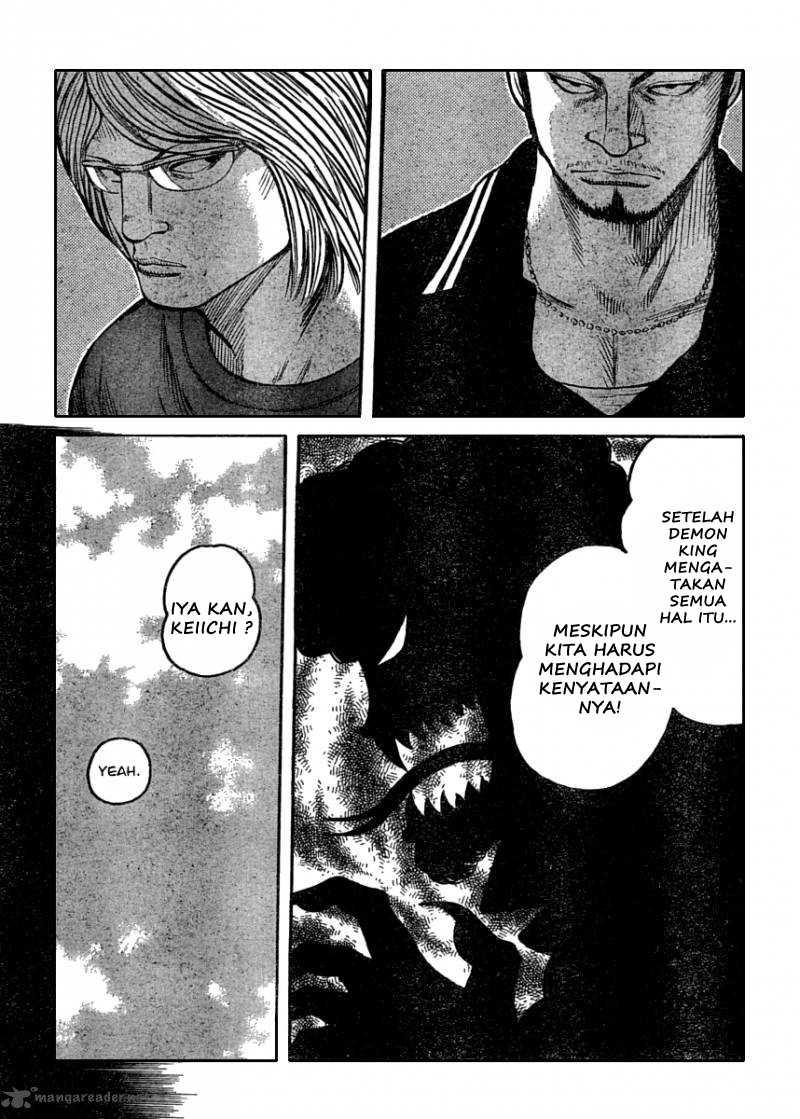 SETELAH
DEMON
KING
MENGA-
TAKAN
SEMUA
HAL ITU...
MESKIPUN
KITA HARUS
MENGHADAPI
KENYATAAN-
NYA!
IYA KAN,
KEIICHI ?
YEAH.
mangareader.net